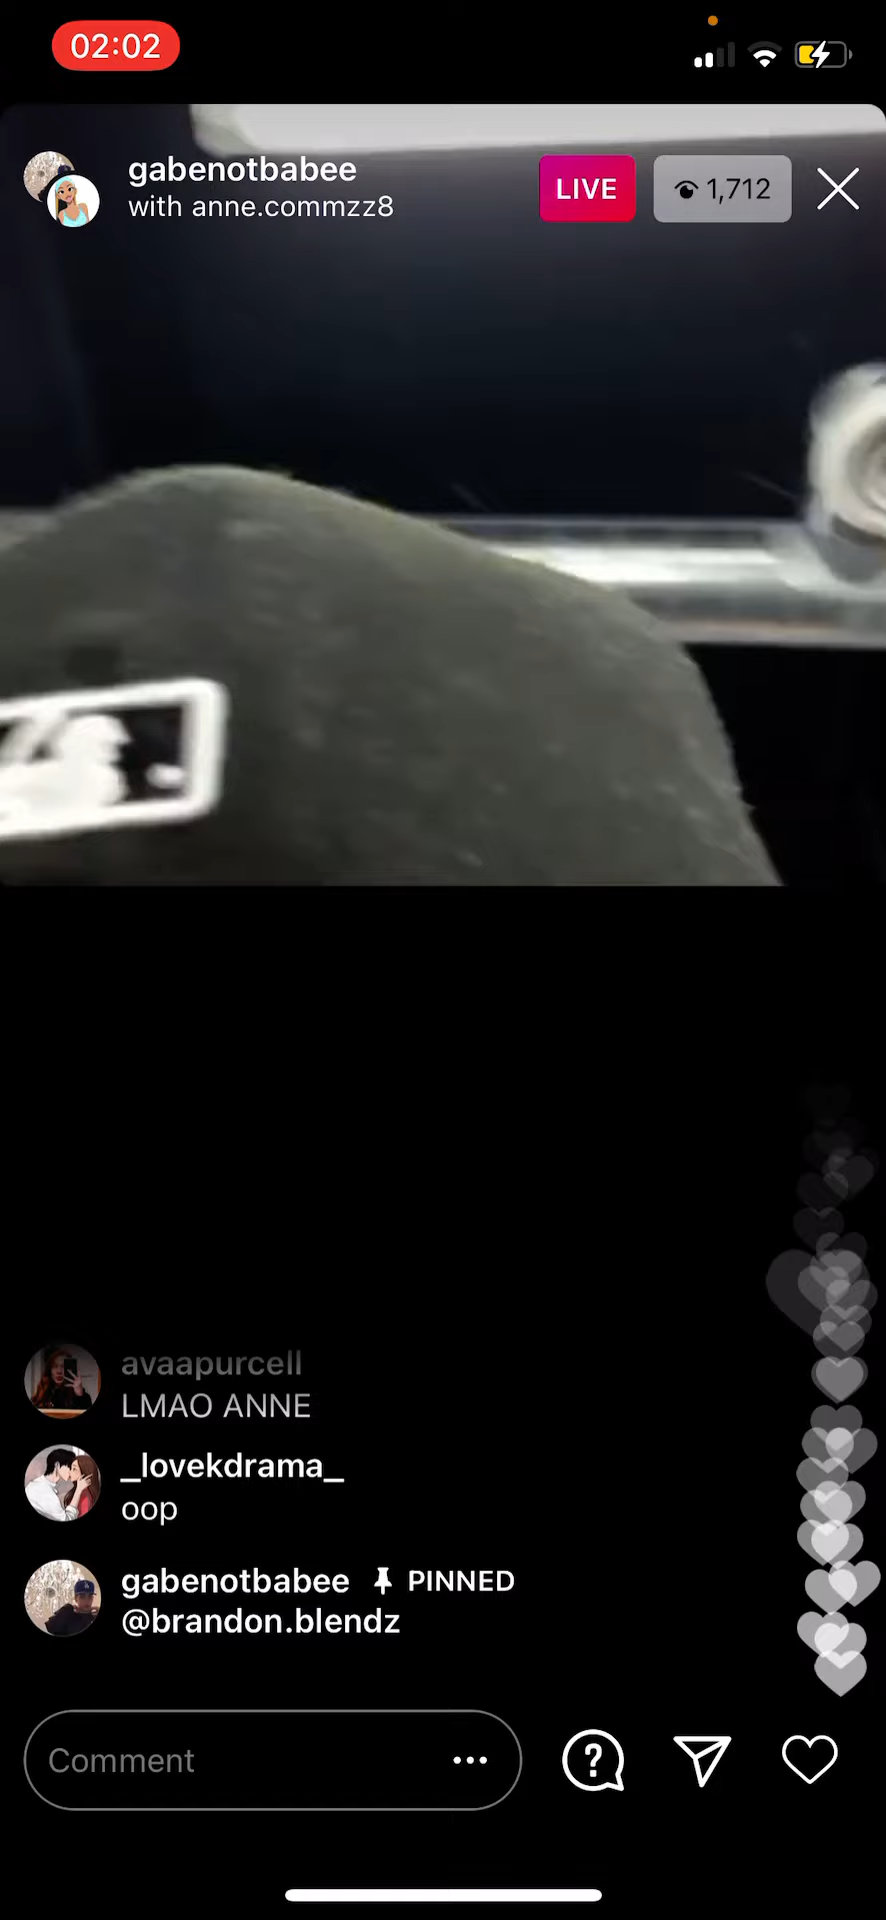 02:02
gabenotbabee
with anne.commzz8
LIVE
1,712
avaapurcell
LMAO ANNE
_lovekdrama_
oop
gabenotbabee PINNED
@brandon.blendz
Comment